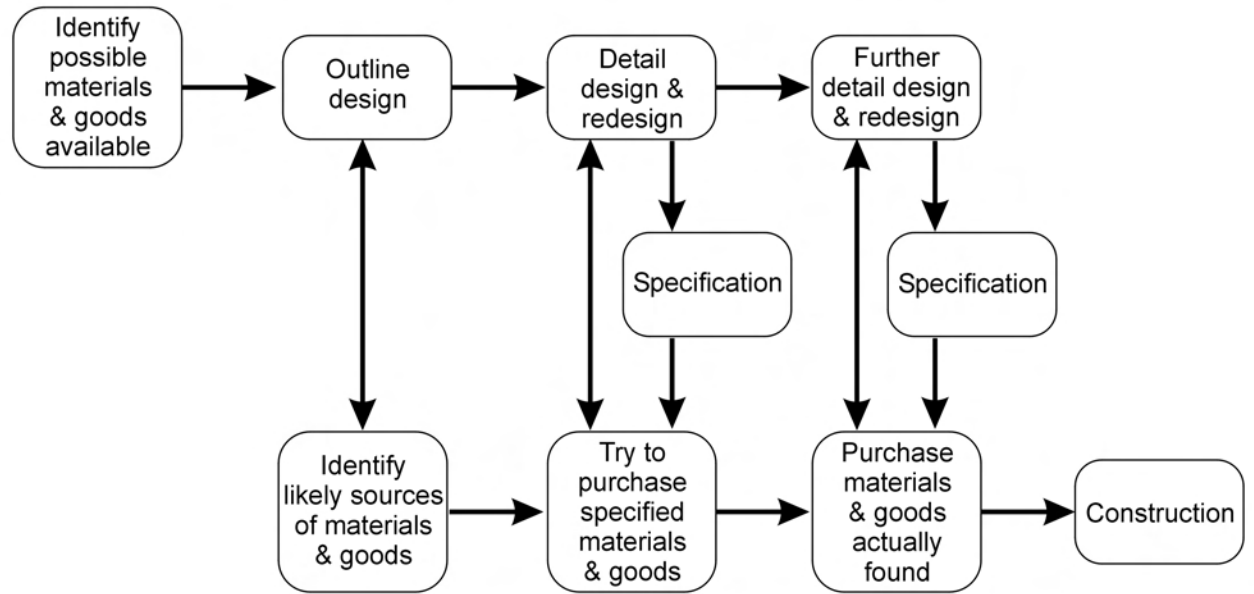 Identify
possible
materials
& goods
available
Outline
design
Detail
design &
redesign
Further
detail design
& redesign
Specification
Specification
Identify
likely sources
of materials
& goods
Try to
purchase
specified
materials
& goods
Purchase
materials
& goods
actually
found
Construction